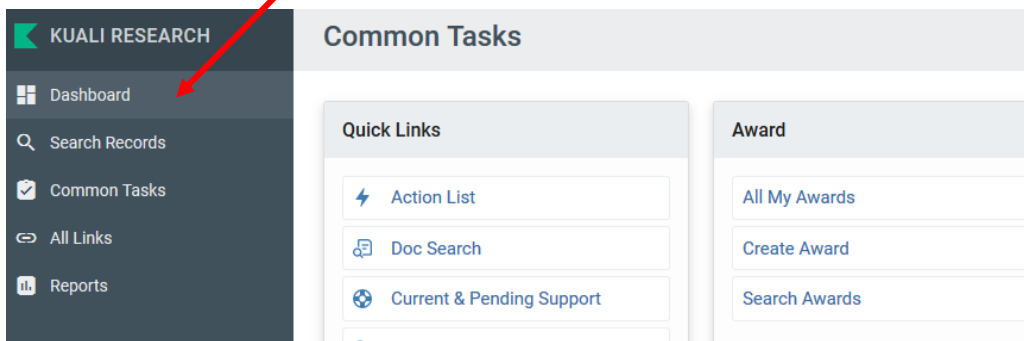 KUALI RESEARCH
Dashboard
Search Records
Common Tasks
All Links
Reports
Common Tasks
Quick Links
Action List
Doc Search
Current & Pending Support
Award
All My Awards
Create Award
Search Awards